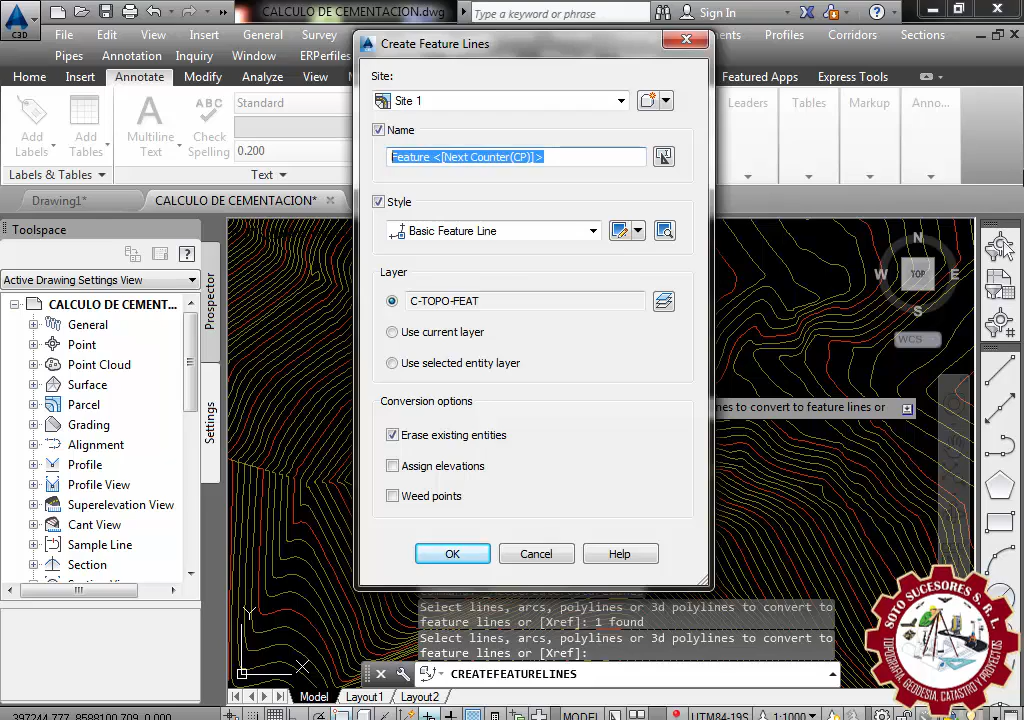 C3D
CALCULO DE CEMENTACION.dwg
Type a keyword or phrase
Sign In
File Edit View Insert General Survey
Profiles Corridors Sections
Pipes Annotation Inquiry Window ERPerfiles
Home Insert Annotate Modify Analyze View
Featured Apps Express Tools
Add
Labels
Add
Tables
Multiline
Text
Check
Spelling
Standard
0.200
Leaders
Tables
Markup
Anno...
Labels & Tables
Text
Drawing1*
CALCULO DE CEMENTACION*
Toolspace
Active Drawing Settings View
CALCULO DE CEMENT...
General
Point
Point Cloud
Surface
Parcel
Grading
Alignment
Profile
Profile View
Superelevation View
Cant View
Sample Line
Section
Prospector
Settings
Create Feature Lines
Site:
Site 1
Name
Feature <[Next Counter(CP)]>
Style
Basic Feature Line
Layer
C-TOPO-FEAT
Use current layer
Use selected entity layer
Conversion options
Erase existing entities
Assign elevations
Weed points
OK
Cancel
Help
N
W
TOP
E
S
WCS
nes to convert to feature lines or
Y
X
Select lines, arcs, polylines or 3d polylines to convert to
feature lines or [Xref]: 1 found
Select lines, arcs, polylines or 3d polylines to convert to
feature lines or [Xref]:
CREATEFEATURELINES
Model Layout1 Layout2
397244.777, 8588100.709, 0.000
MODEL
UTM84-19S
1:1000
SOTO SUCESORES S.R.L.
TOPOGRAFIA GEODESIA CATASTRO Y PROYECTOS